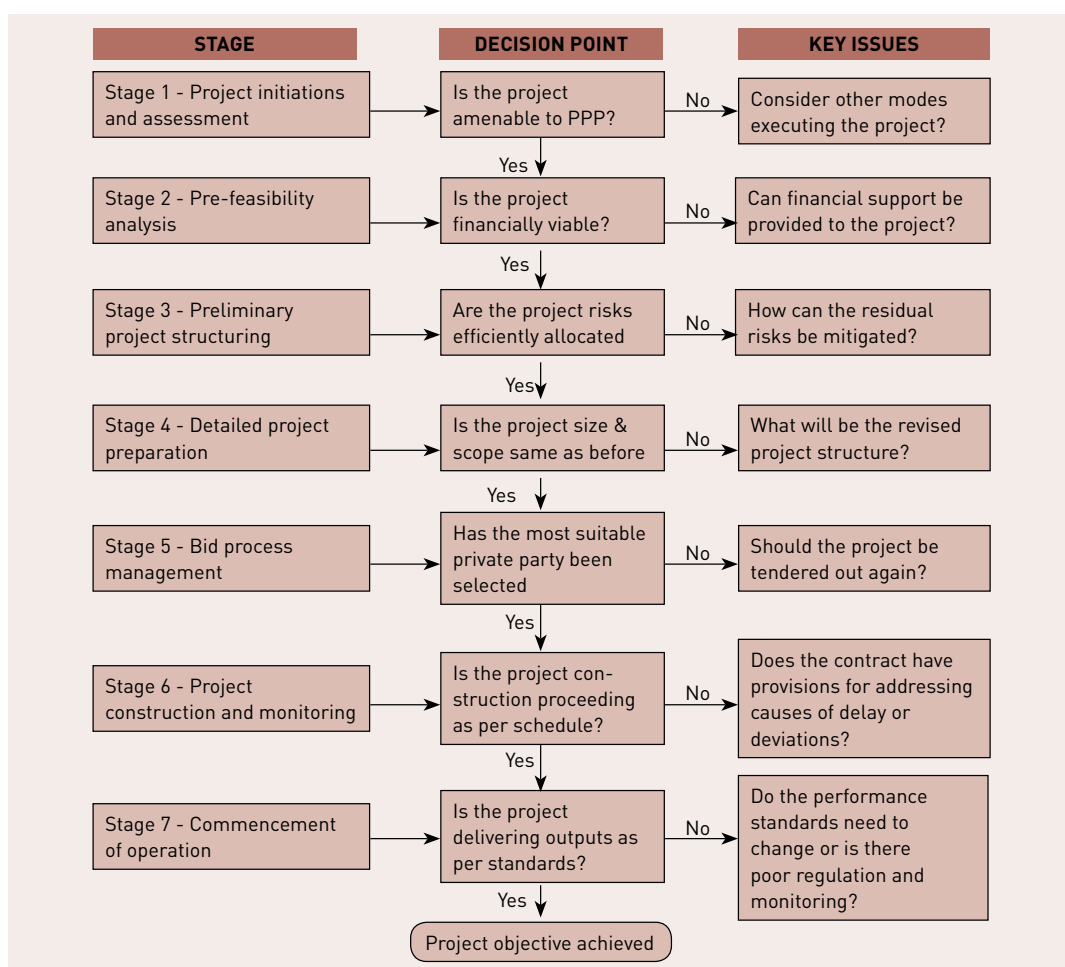 STAGE
DECISION POINT
KEY ISSUES
Stage 1 - Project initiations
and assessment
Is the project
amenable to PPP?
No
Consider other modes
executing the project?
Yes
Stage 2 - Pre-feasibility
analysis
Is the project
financially viable?
No
Can financial support be
provided to the project?
Yes
Stage 3 - Preliminary
project structuring
Are the project risks
efficiently allocated
No
How can the residual
risks be mitigated?
Yes
Stage 4 - Detailed project
preparation
Is the project size &
scope same as before
No
What will be the revised
project structure?
Yes
Stage 5 - Bid process
management
Has the most suitable
private party been
selected
No
Should the project be
tendered out again?
Yes
Stage 6 - Project
construction and monitoring
Is the project con-
struction proceeding
as per schedule?
No
Does the contract have
provisions for addressing
causes of delay or
deviations?
Yes
Stage 7 - Commencement
of operation
Is the project
delivering outputs as
per standards?
No
Do the performance
standards need to
change or is there
poor regulation and
monitoring?
Yes
Project objective achieved